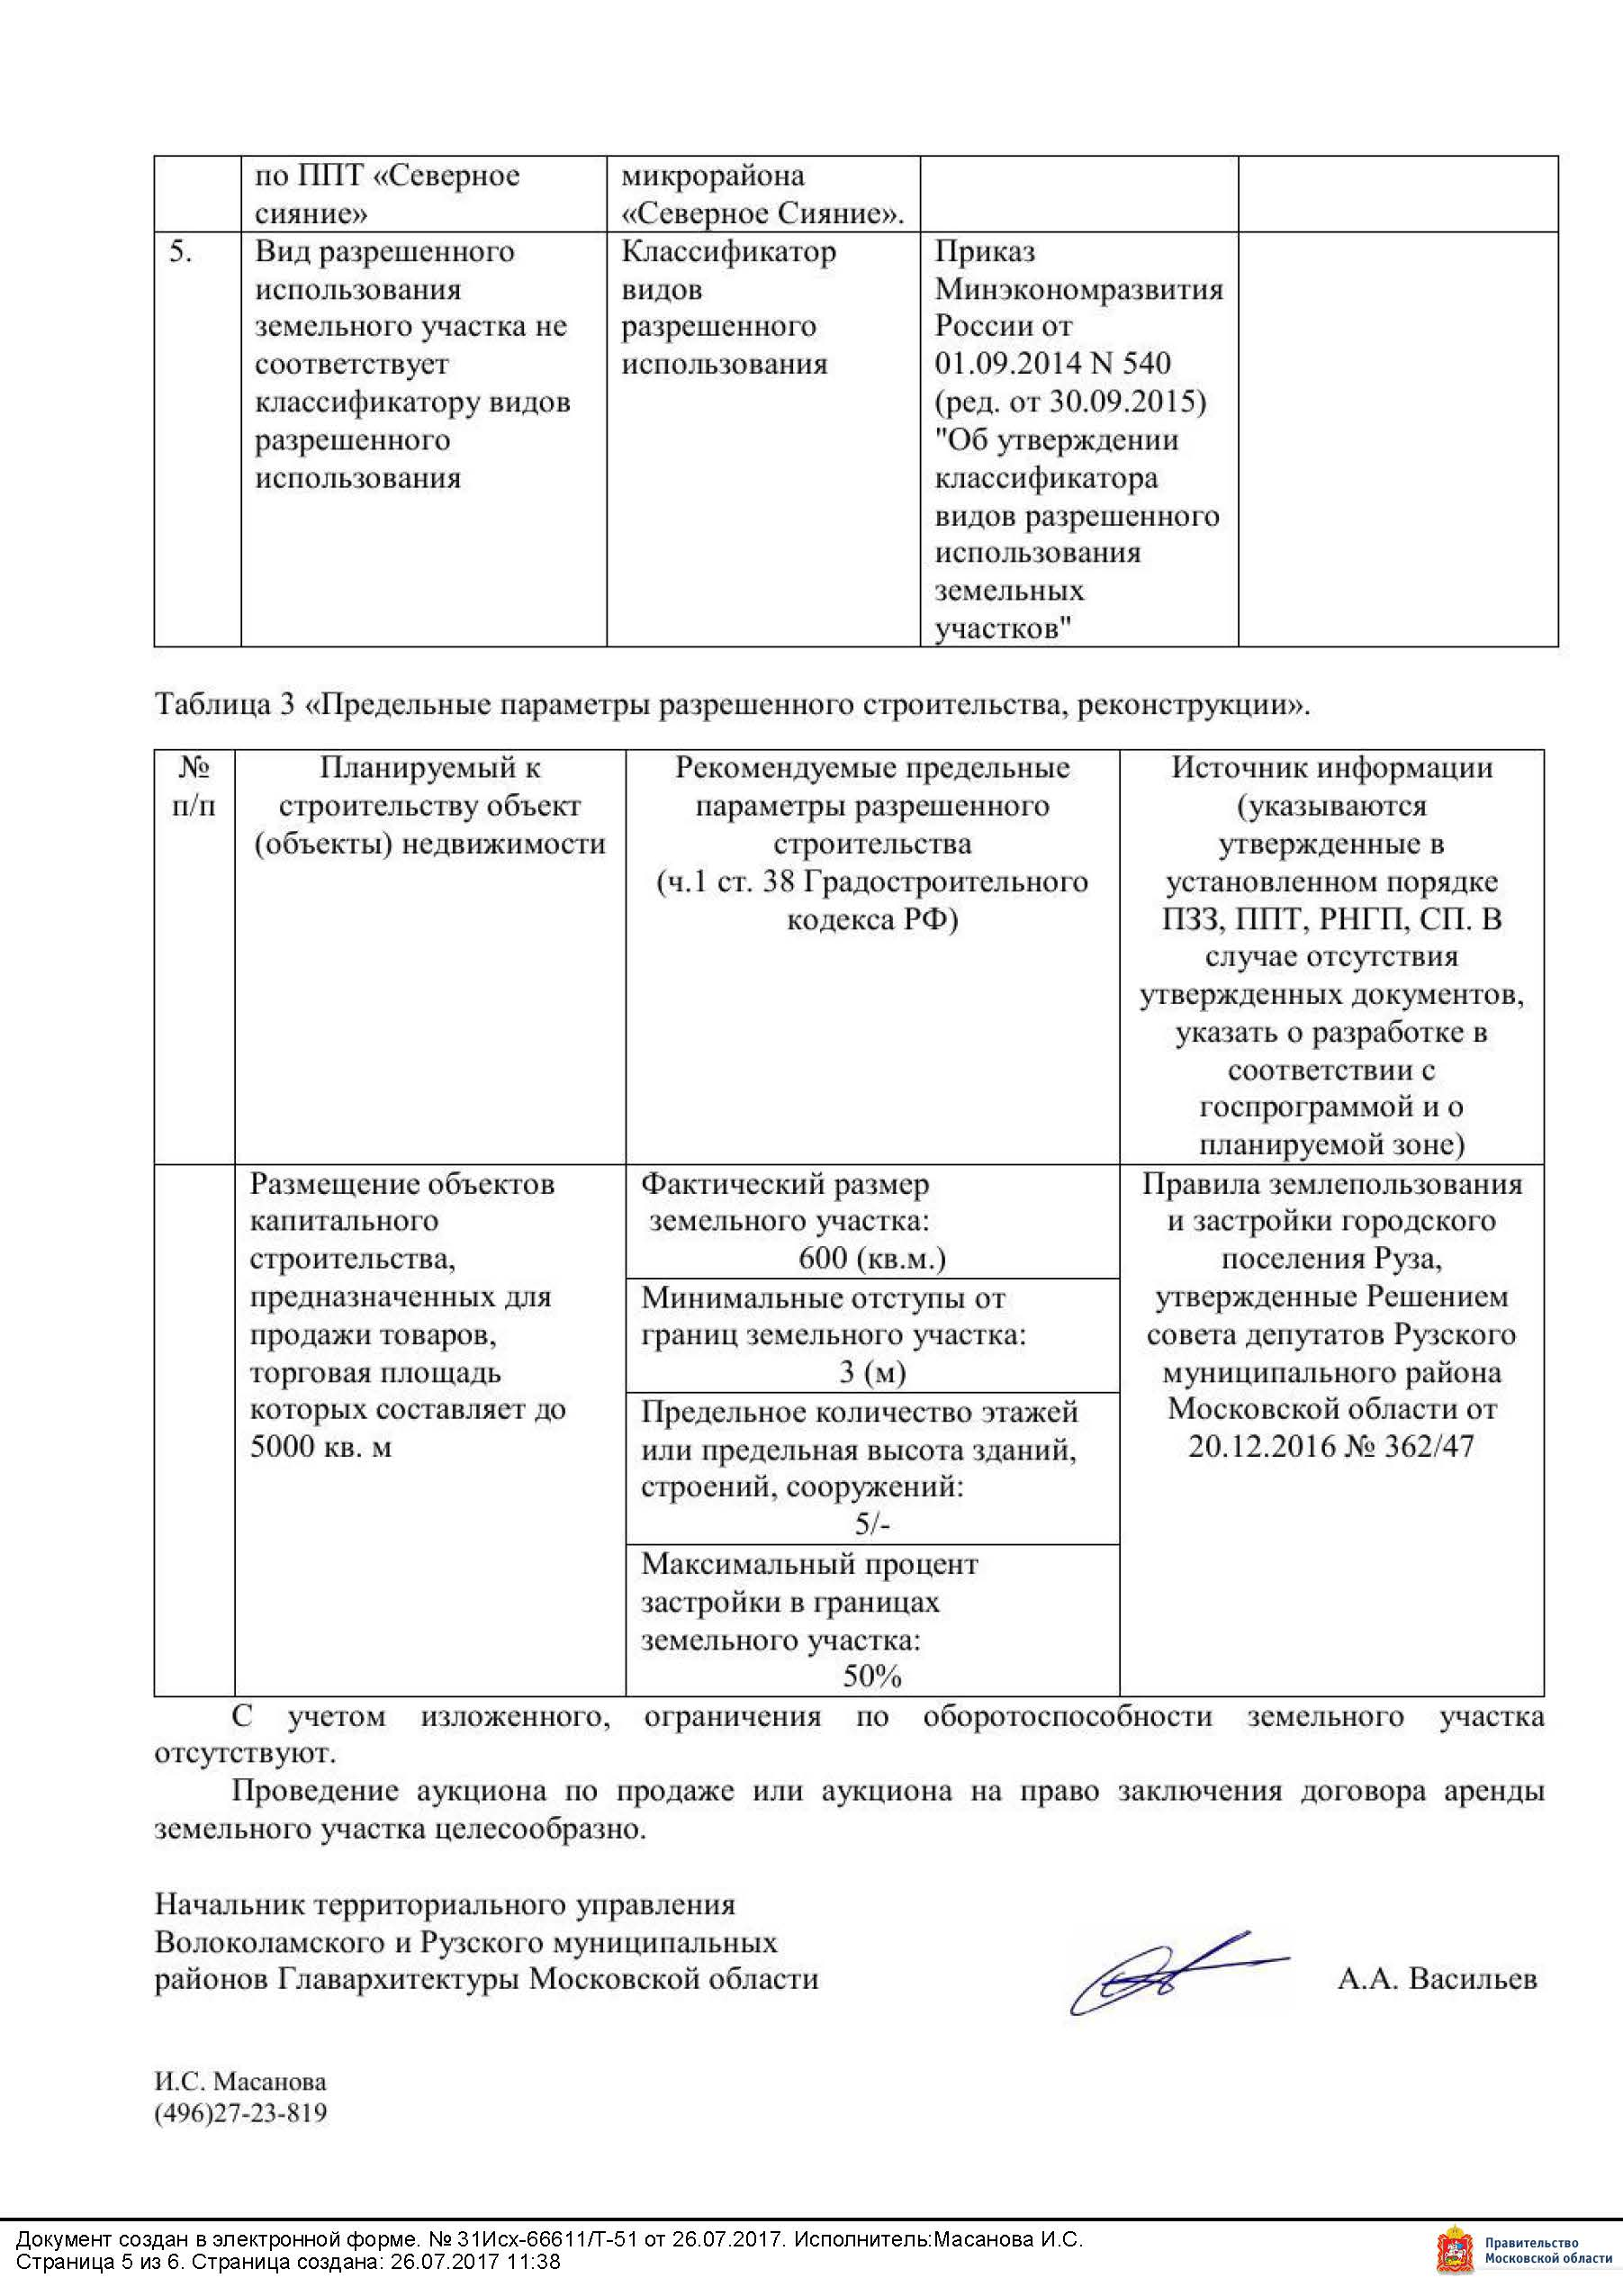 по ППТ «Северное
сияние»
микрорайона
«Северное Сияние».
5.
Вид разрешенного
использования
земельного участка не
соответствует
классификатору видов
разрешенного
использования
Классификатор
видов
разрешенного
использования
Приказ
Минэкономразвития
России от
01.09.2014 N 540
(ред. от 30.09.2015)
"Об утверждении
классификатора
видов разрешенного
использования
земельных
участков"
Таблица 3 «Предельные параметры разрешенного строительства, реконструкции».
№
п/п
Планируемый к
строительству объект
(объекты) недвижимости
Рекомендуемые предельные
параметры разрешенного
строительства
(ч.1 ст. 38 Градостроительного
кодекса РФ)
Источник информации
(указываются
утвержденные в
установленном порядке
ПЗЗ, ППТ, РНГП, СП. В
случае отсутствия
утвержденных документов,
указать о разработке в
соответствии с
госпрограммой и о
планируемой зоне)
Размещение объектов
капитального
строительства,
предназначенных для
продажи товаров,
торговая площадь
которых составляет до
5000 кв. м
Фактический размер
земельного участка:
600 (кв.м.)
Минимальные отступы от
границ земельного участка:
3 (м)
Предельное количество этажей
или предельная высота зданий,
строений, сооружений:
5/-
Максимальный процент
застройки в границах
земельного участка:
50%
Правила землепользования
и застройки городского
поселения Руза,
утвержденные Решением
совета депутатов Рузского
муниципального района
Московской области от
20.12.2016 № 362/47
С учетом изложенного, ограничения по оборотоспособности земельного участка
отсутствуют.
Проведение аукциона по продаже или аукциона на право заключения договора аренды
земельного участка целесообразно.
Начальник территориального управления
Волоколамского и Рузского муниципальных
районов Главархитектуры Московской области
А.А. Васильев
И.С. Масанова
(496)27-23-819
Документ создан в электронной форме. № 31Исх-66611/Т-51 от 26.07.2017. Исполнитель:Масанова И.С.
Страница 5 из 6. Страница создана: 26.07.2017 11:38
Правительство
Московской области